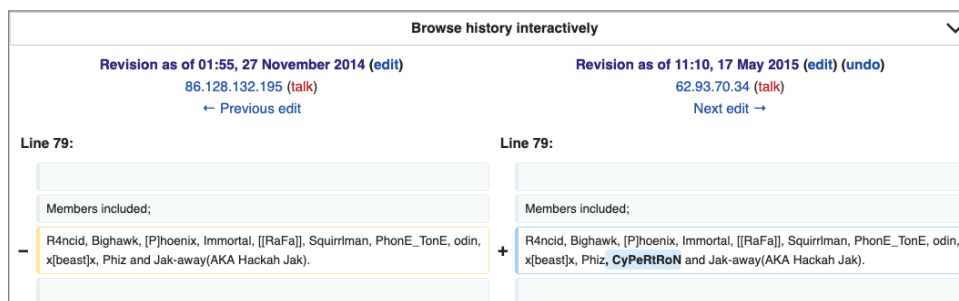 Browse history interactively
Revision as of 01:55, 27 November 2014 (edit)
86.128.132.195 (talk)
← Previous edit
Revision as of 11:10, 17 May 2015 (edit) (undo)
62.93.70.34 (talk)
Next edit →
Line 79:
Line 79:
Members included;
Members included;
− R4ncid, Bighawk, [P]hoenix, Immortal, [[RaFa]], Squirrlman, PhonE_TonE, odin,
x[beast]x, Phiz and Jak-away(AKA Hackah Jak).
+ R4ncid, Bighawk, [P]hoenix, Immortal, [[RaFa]], Squirrlman, PhonE_TonE, odin,
x[beast]x, Phiz, CyPeRtRoN and Jak-away(AKA Hackah Jak).